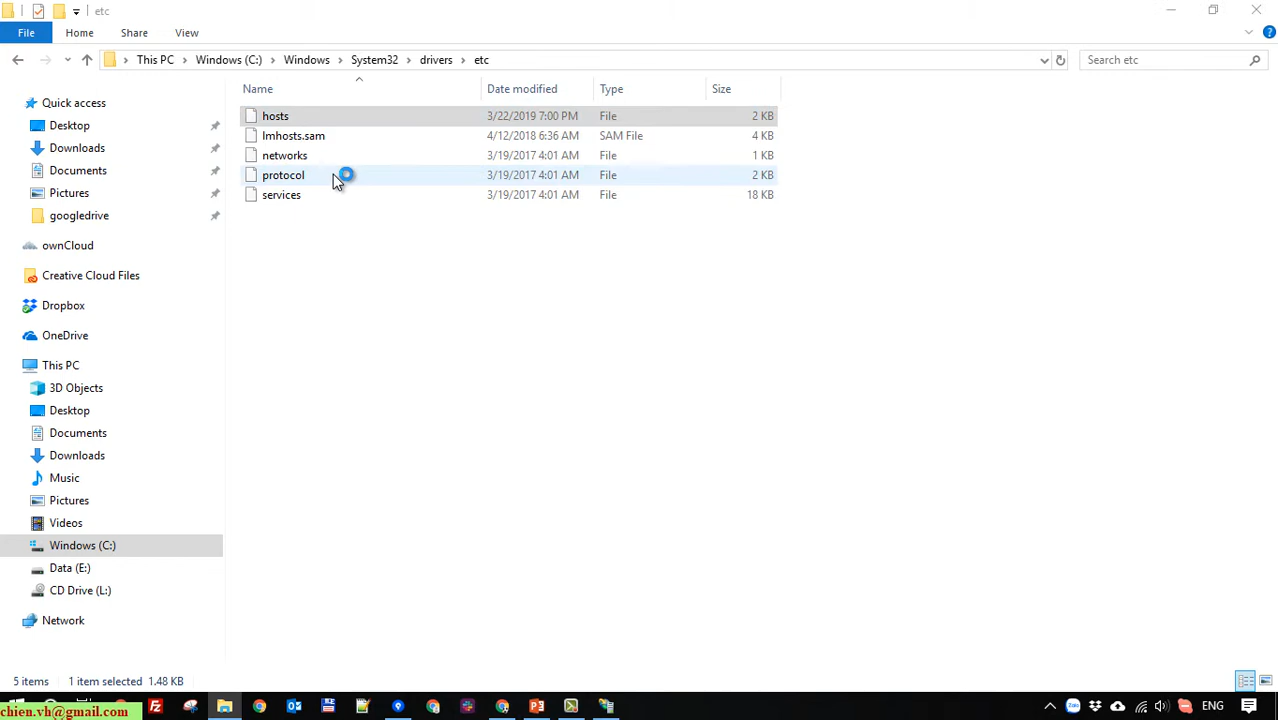 etc
File Home Share View
This PC Windows (C:) Windows System32 drivers etc
Search etc
Name Date modified Type Size
hosts 3/22/2019 7:00 PM File 2 KB
lmhosts.sam 4/12/2018 6:36 AM SAM File 4 KB
networks 3/19/2017 4:01 AM File 1 KB
protocol 3/19/2017 4:01 AM File 2 KB
services 3/19/2017 4:01 AM File 18 KB
Quick access
Desktop
Downloads
Documents
Pictures
googledrive
ownCloud
Creative Cloud Files
Dropbox
OneDrive
This PC
3D Objects
Desktop
Documents
Downloads
Music
Pictures
Videos
Windows (C:)
Data (E:)
CD Drive (L:)
Network
5 items 1 item selected 1.48 KB
chien.vh@gmail.com
ENG